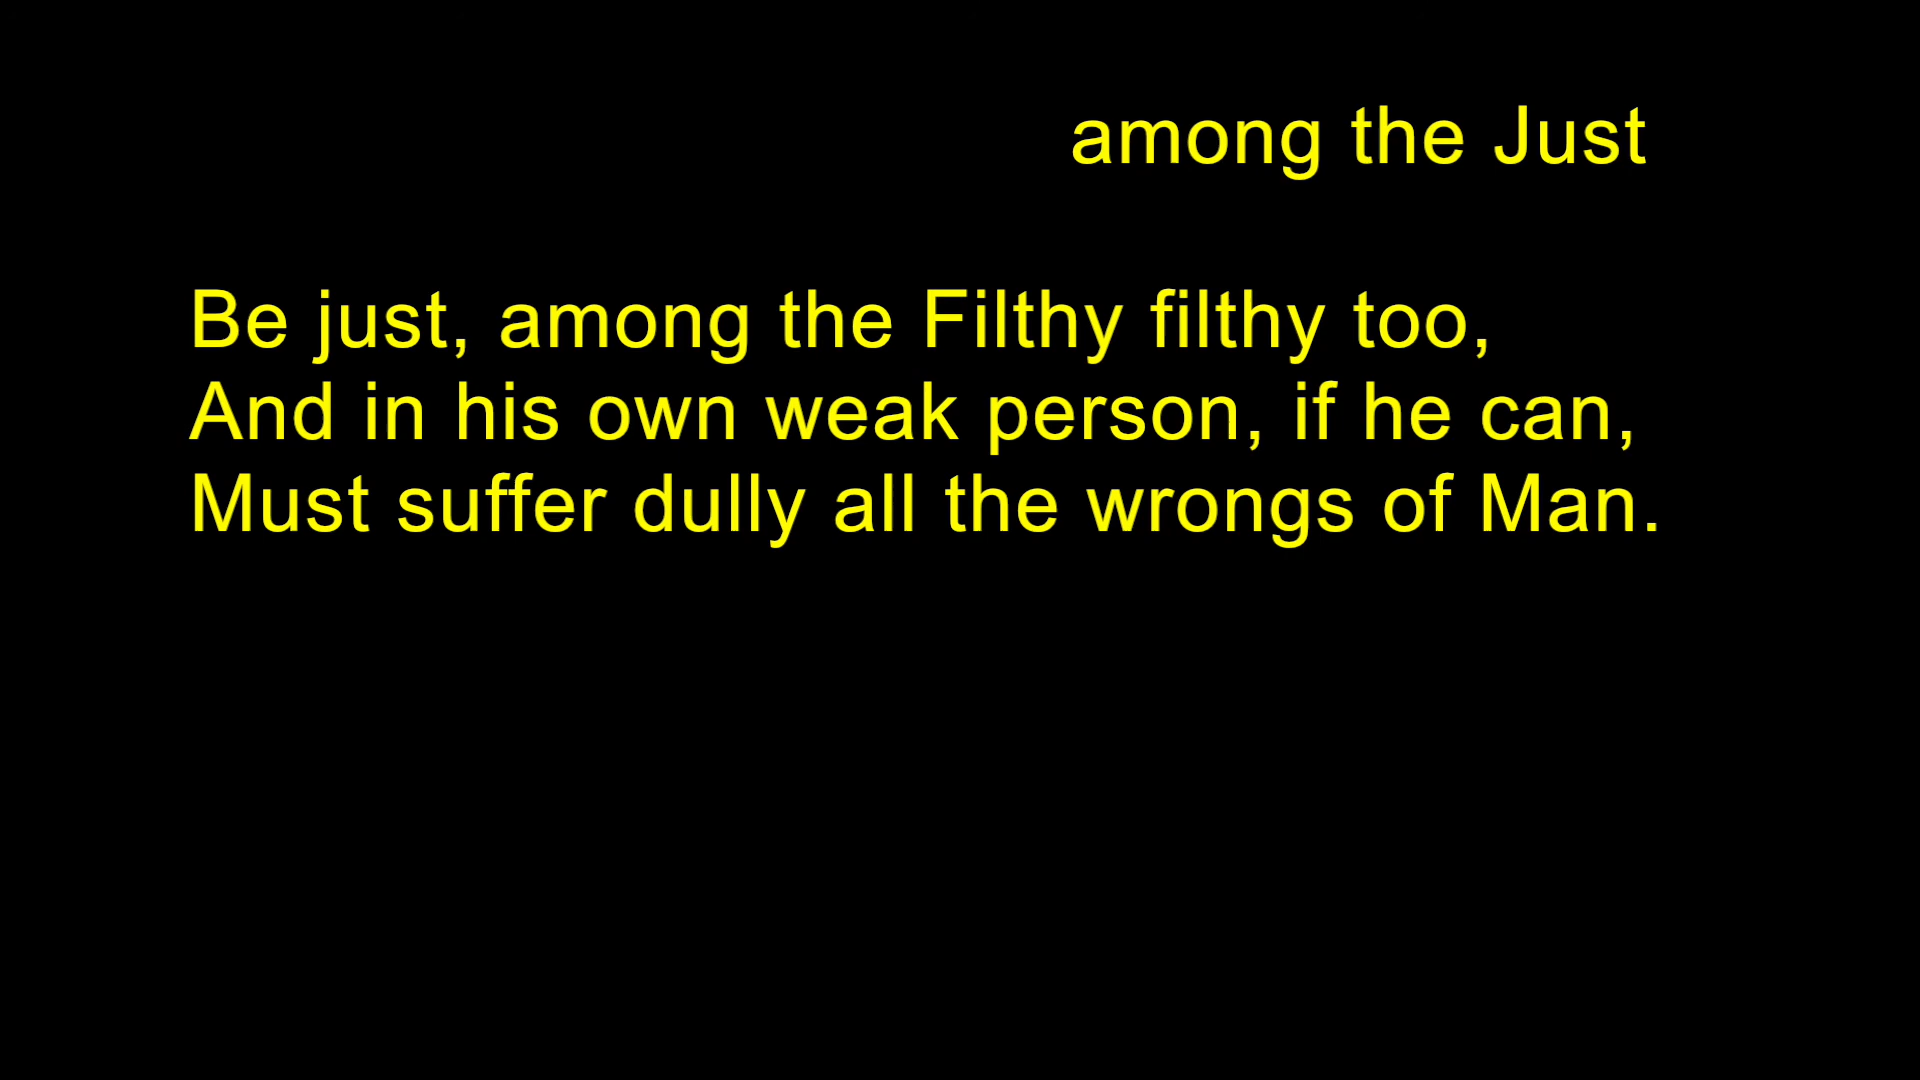 among the Just
Be just, among the Filthy filthy too,
And in his own weak person, if he can,
Must suffer dully all the wrongs of Man.